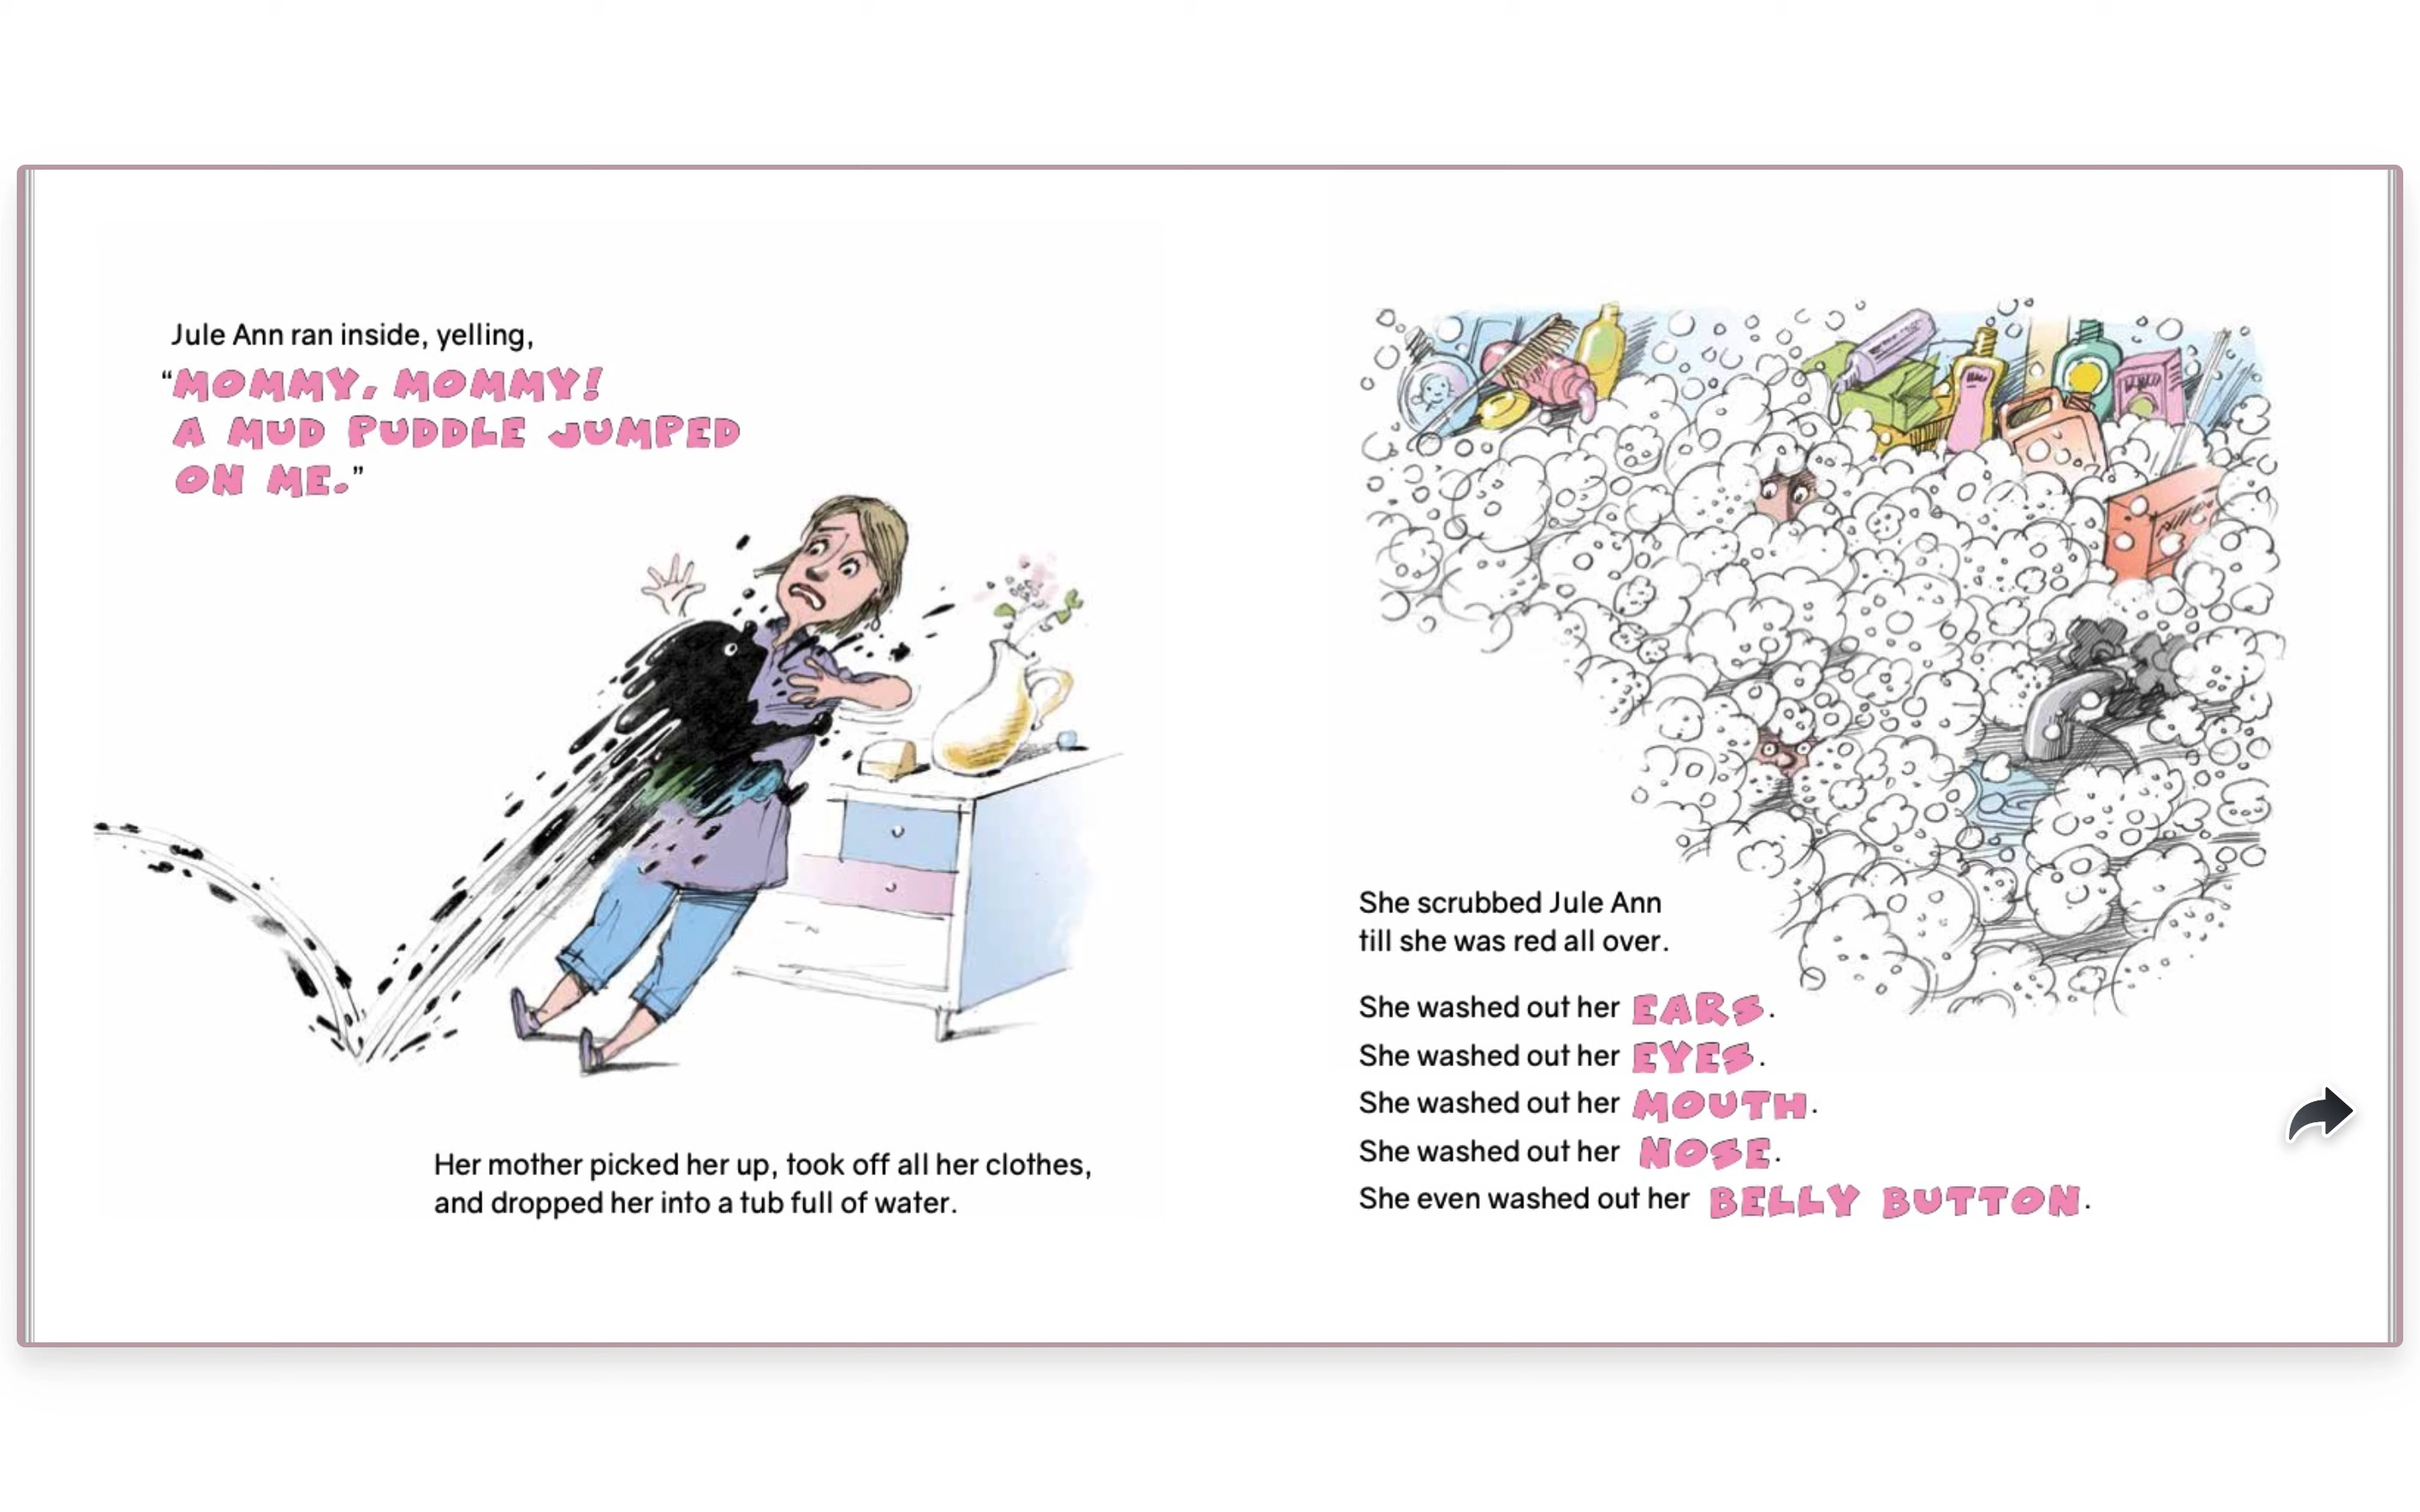 Jule Ann ran inside, yelling,
“MOMMY, MOMMY!
A MUD PUDDLE JUMPED
ON ME.”
Her mother picked her up, took off all her clothes,
and dropped her into a tub full of water.
She scrubbed Jule Ann
till she was red all over.
She washed out her EARS.
She washed out her EYES.
She washed out her MOUTH.
She washed out her NOSE.
She even washed out her BELLY BUTTON.